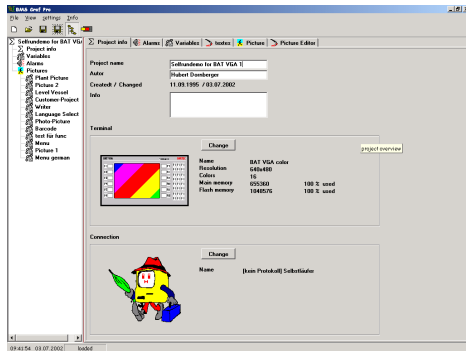 BMS Graf Pro
File View settings Info
Selfrundemo for BAT VGA
Project info
Variables
Alarms
Pictures
Plant Picture
Picture 2
Level Vessel
Customer-Project
Writer
Language Select
Photo-Picture
Barcode
test für func
Menu
Picture 1
Menu german
Project info Alarms Variables textes Picture Picture Editor
Project name Selfrundemo for BAT VGA 1
Autor Hubert Dornberger
Createdt / Changed 11.09.1995 / 03.07.2002
Info
Terminal
Change
project overview
Name BAT VGA color
Resolution 640x480
Colors 16
Main memory 655360 100 % used
Flash memory 1048576 100 % used
Connection
Change
Name (kein Protokoll) Selbstläufer
09:41:54 03.07.2002 loaded